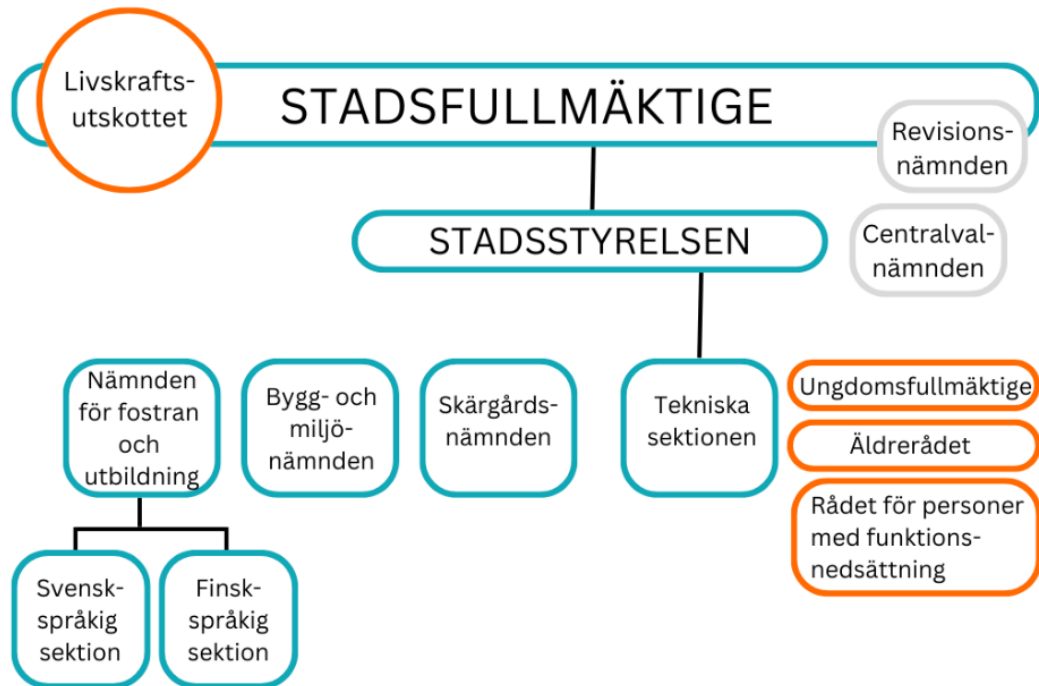 Livskrafts-
utskottet
STADSFULLMÄKTIGE
Revisions-
nämnden
STADSSTYRELSEN
Centralval-
nämnden
Nämnden
för fostran
och
utbildning
Bygg- och
miljö-
nämnden
Skärgårds-
nämnden
Tekniska
sektionen
Ungdomsfullmäktige
Äldrerådet
Rådet för personer
med funktions-
nedsättning
Svensk-
språkig
sektion
Finsk-
språkig
sektion